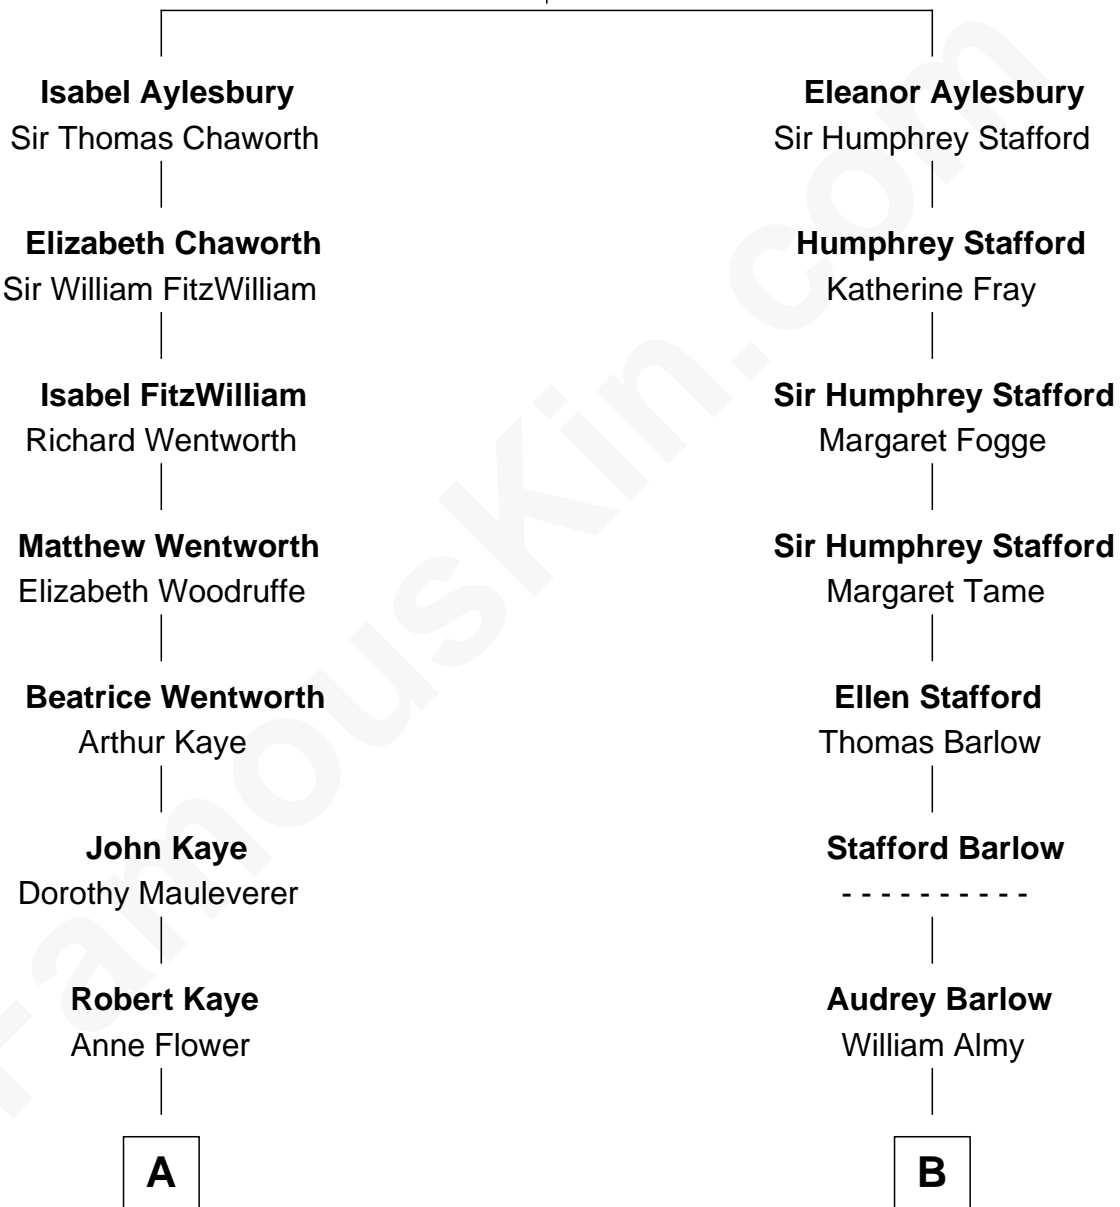 Isabel Aylesbury
Sir Thomas Chaworth
Elizabeth Chaworth
Sir William FitzWilliam
Isabel FitzWilliam
Richard Wentworth
Matthew Wentworth
Elizabeth Woodruffe
Beatrice Wentworth
Arthur Kaye
John Kaye
Dorothy Mauleverer
Robert Kaye
Anne Flower
A
Eleanor Aylesbury
Sir Humphrey Stafford
Humphrey Stafford
Katherine Fray
Sir Humphrey Stafford
Margaret Fogge
Sir Humphrey Stafford
Margaret Tame
Ellen Stafford
Thomas Barlow
Stafford Barlow
- - - - - - - - - -
Audrey Barlow
William Almy
B
FamousKin.com